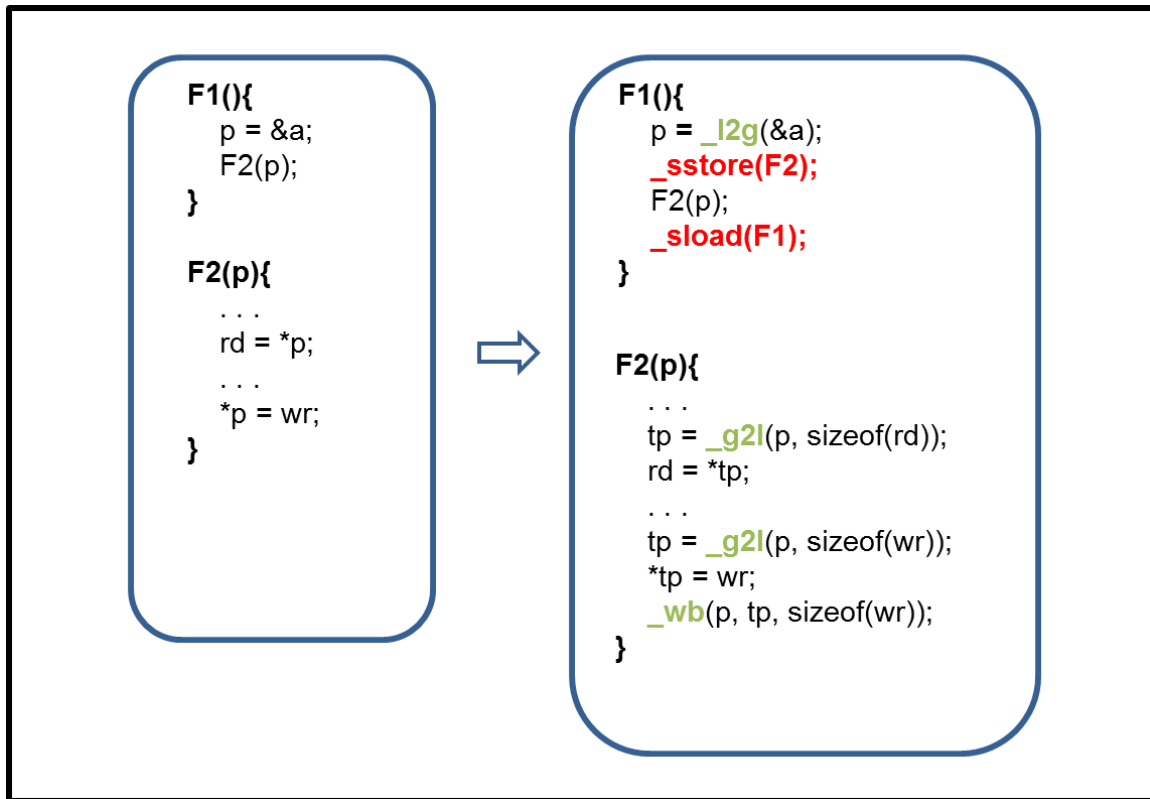 F1(){
p = &a;
F2(p);
}
F2(p){
. . .
rd = *p;
. . .
*p = wr;
}
F1(){
p = _l2g(&a);
_sstore(F2);
F2(p);
_sload(F1);
}
F2(p){
. . .
tp = _g2l(p, sizeof(rd));
rd = *tp;
. . .
tp = _g2l(p, sizeof(wr));
*tp = wr;
_wb(p, tp, sizeof(wr));
}